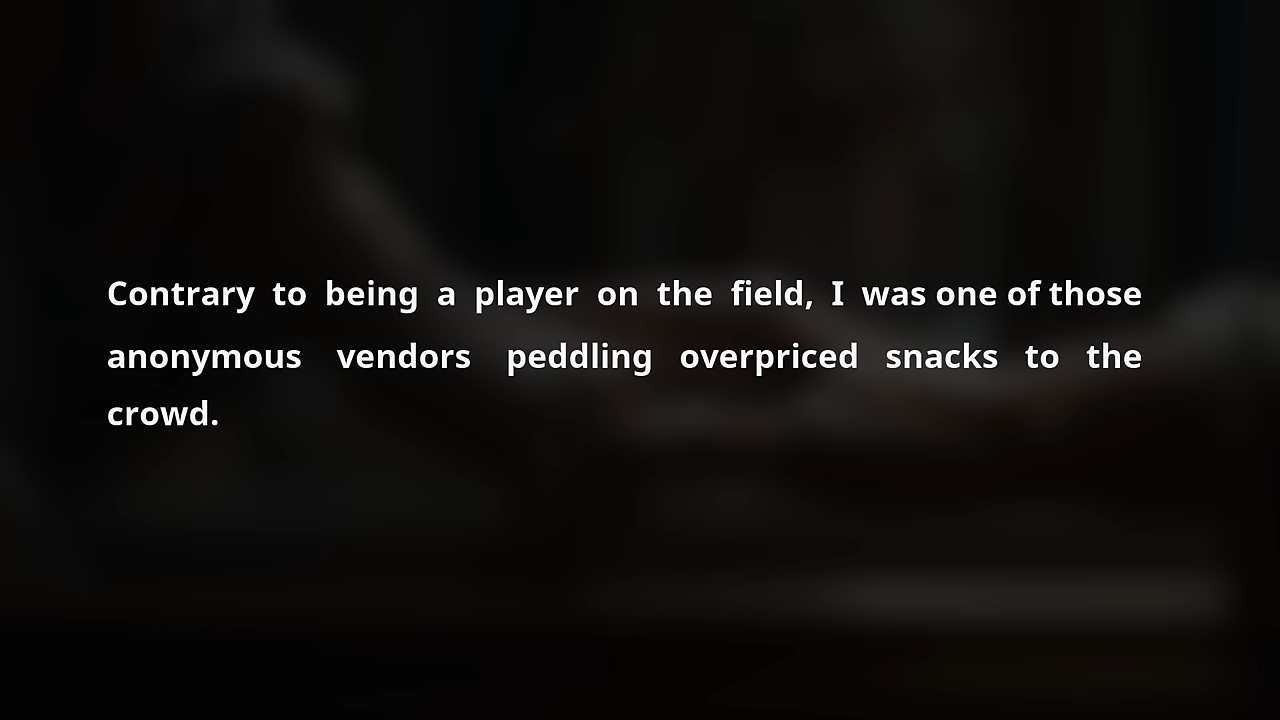 Contrary to being a player on the field, I was one of those
anonymous vendors peddling overpriced snacks to the
crowd.